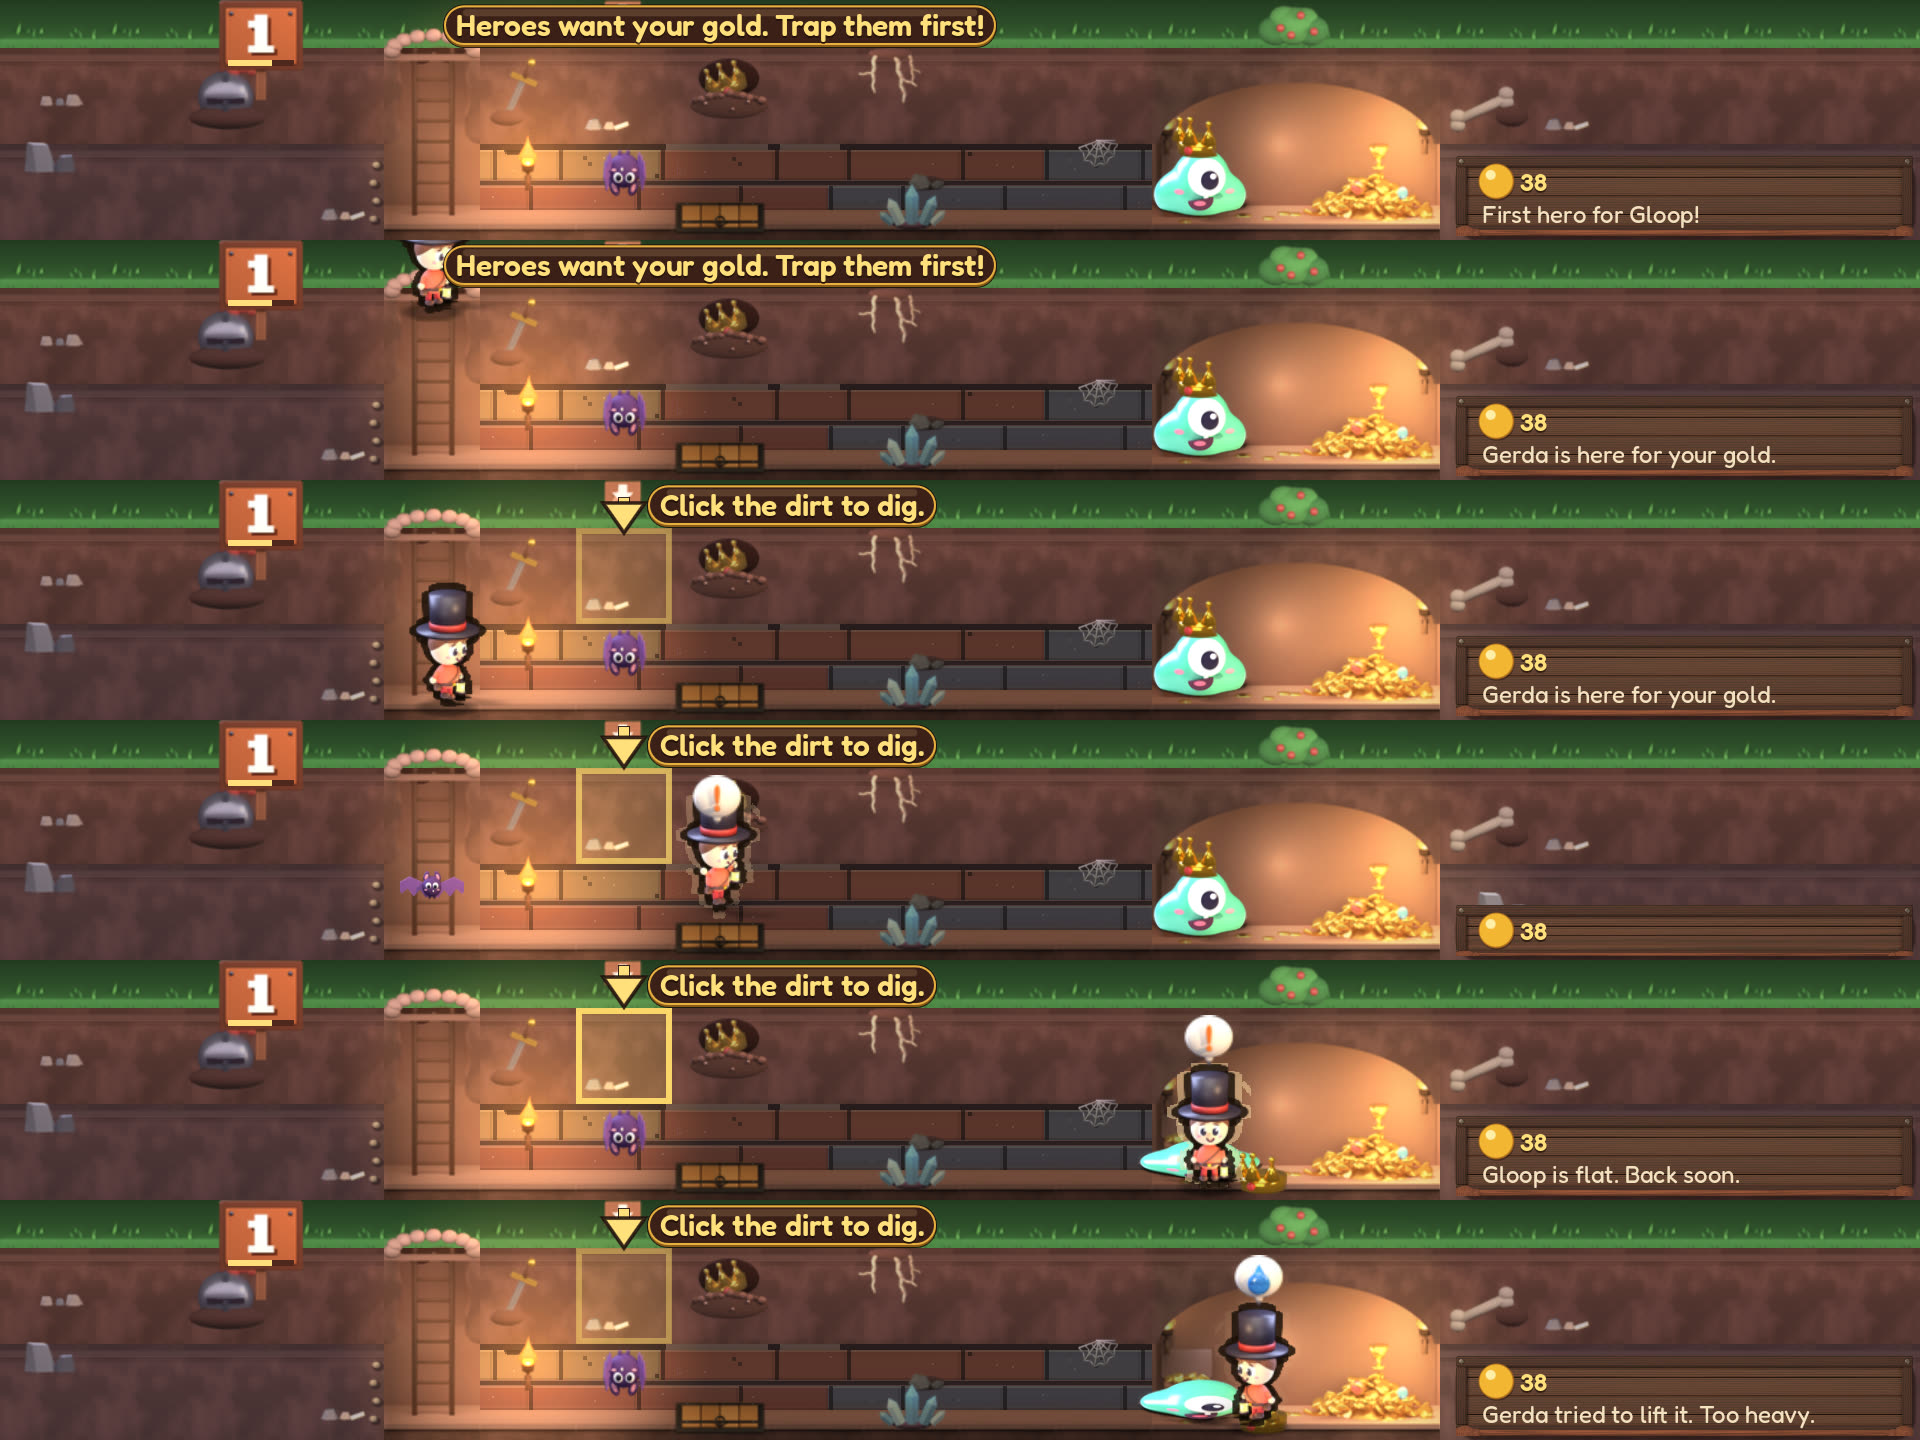 1
Heroes want your gold. Trap them first!
38
First hero for Gloop!
1
Heroes want your gold. Trap them first!
38
Gerda is here for your gold.
1
Click the dirt to dig.
38
Gerda is here for your gold.
1
Click the dirt to dig.
!
38
1
Click the dirt to dig.
!
38
Gloop is flat. Back soon.
1
Click the dirt to dig.
38
Gerda tried to lift it. Too heavy.